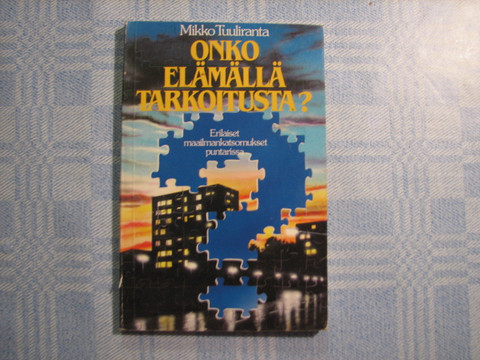 Mikko Tuuliranta
ONKO
ELÄMÄLLÄ
TARKOITUSTA?
Erilaiset
maailmankatsomukset
puntarissa